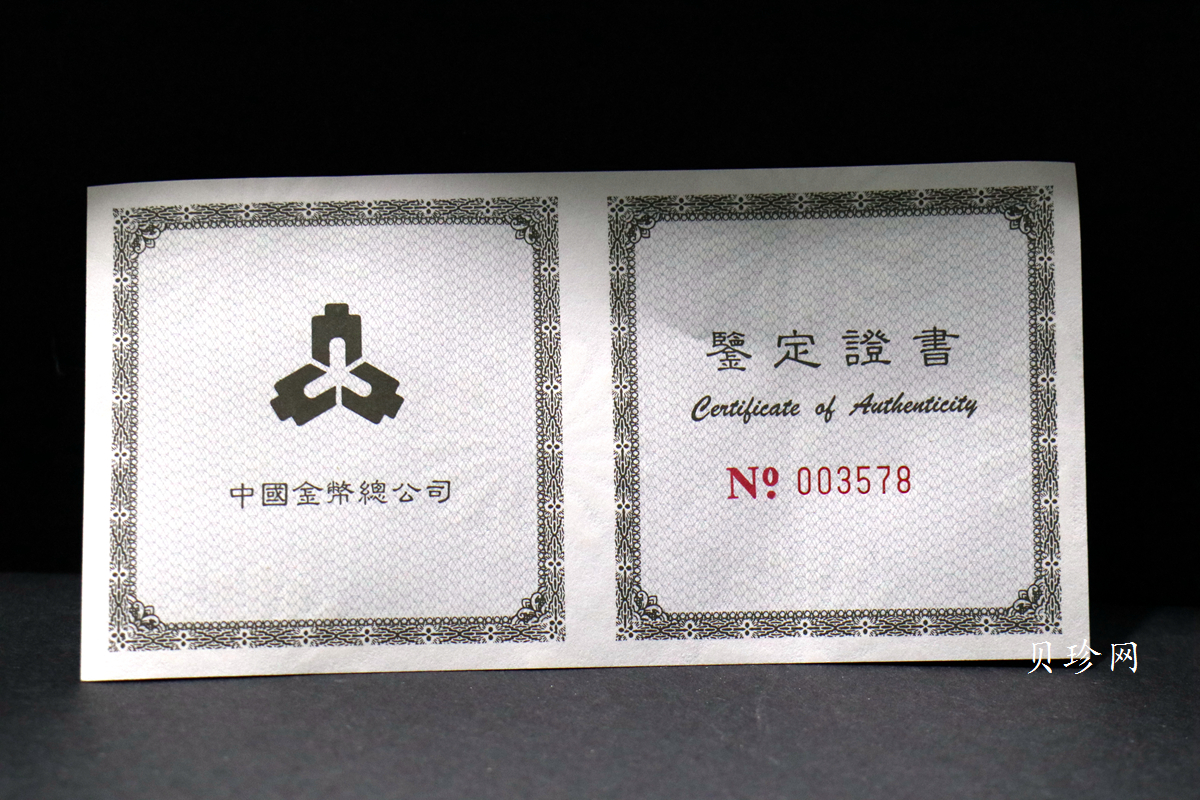 中國金幣總公司
鑒定證書
Certificate of Authenticity
Nº 003578
贝珍网